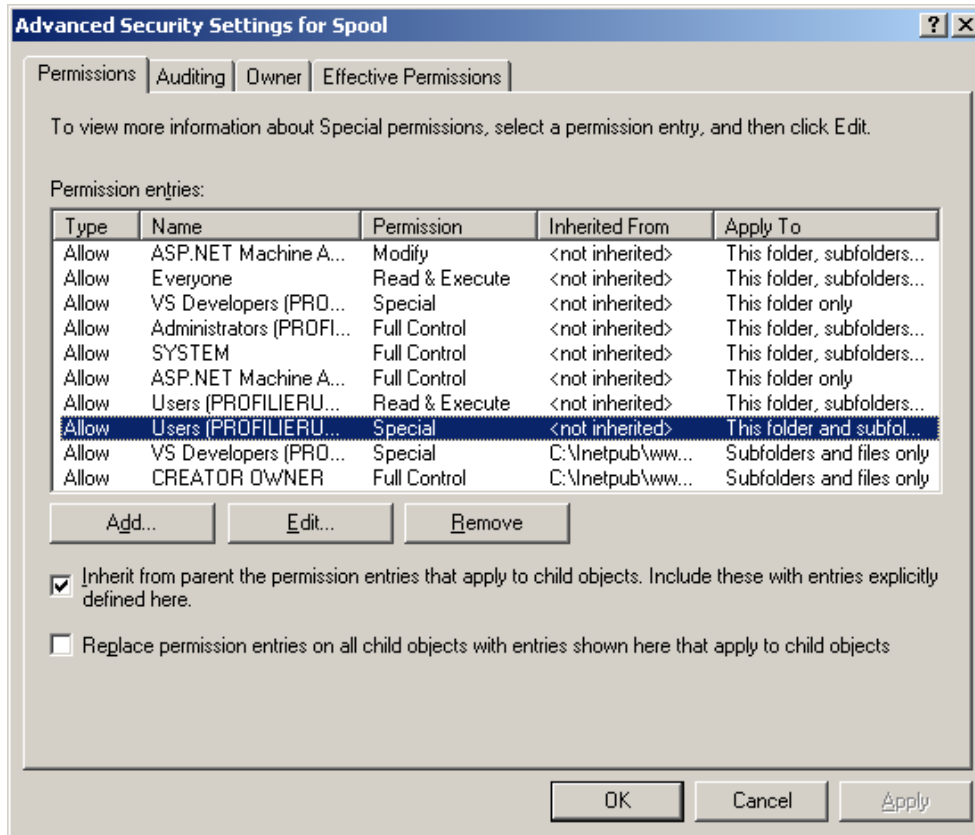 Advanced Security Settings for Spool
Permissions Auditing Owner Effective Permissions
To view more information about Special permissions, select a permission entry, and then click Edit.
Permission entries:
Type Name Permission Inherited From Apply To
Allow ASP.NET Machine A... Modify <not inherited> This folder, subfolders...
Allow Everyone Read & Execute <not inherited> This folder, subfolders...
Allow VS Developers (PRO... Special <not inherited> This folder only
Allow Administrators (PROFI... Full Control <not inherited> This folder, subfolders...
Allow SYSTEM Full Control <not inherited> This folder, subfolders...
Allow ASP.NET Machine A... Full Control <not inherited> This folder only
Allow Users (PROFILIERU... Read & Execute <not inherited> This folder, subfolders...
Allow Users (PROFILIERU... Special <not inherited> This folder and subfol...
Allow VS Developers (PRO... Special C:\Inetpub\ww... Subfolders and files only
Allow CREATOR OWNER Full Control C:\Inetpub\ww... Subfolders and files only
Add... Edit... Remove
Inherit from parent the permission entries that apply to child objects. Include these with entries explicitly
defined here.
Replace permission entries on all child objects with entries shown here that apply to child objects
OK Cancel Apply